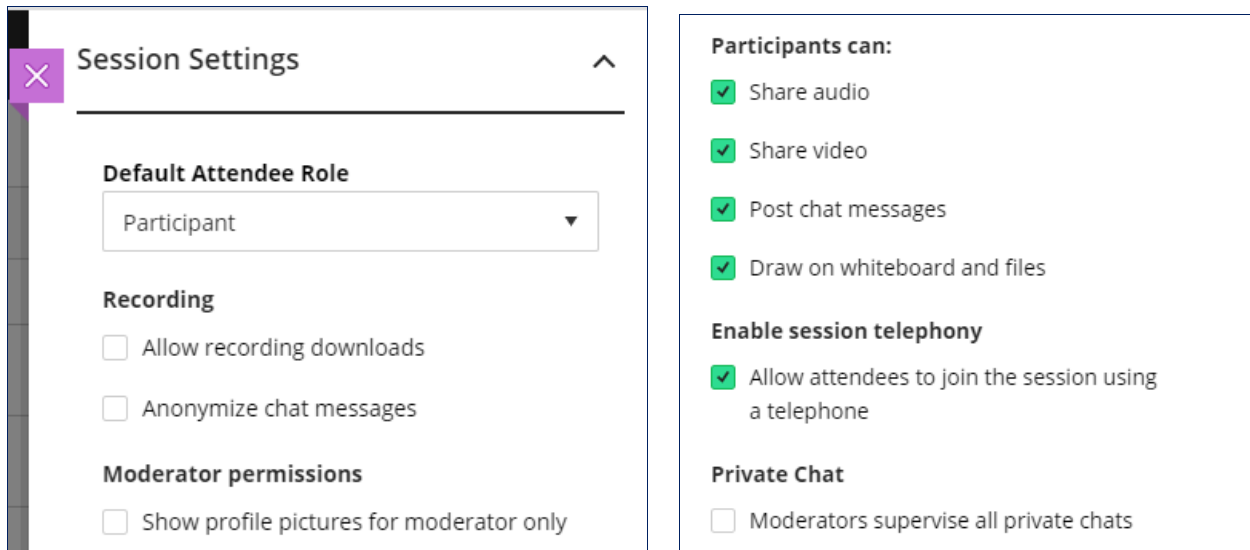 Session Settings
Default Attendee Role
Participant
Recording
Allow recording downloads
Anonymize chat messages
Moderator permissions
Show profile pictures for moderator only
Participants can:
Share audio
Share video
Post chat messages
Draw on whiteboard and files
Enable session telephony
Allow attendees to join the session using
a telephone
Private Chat
Moderators supervise all private chats